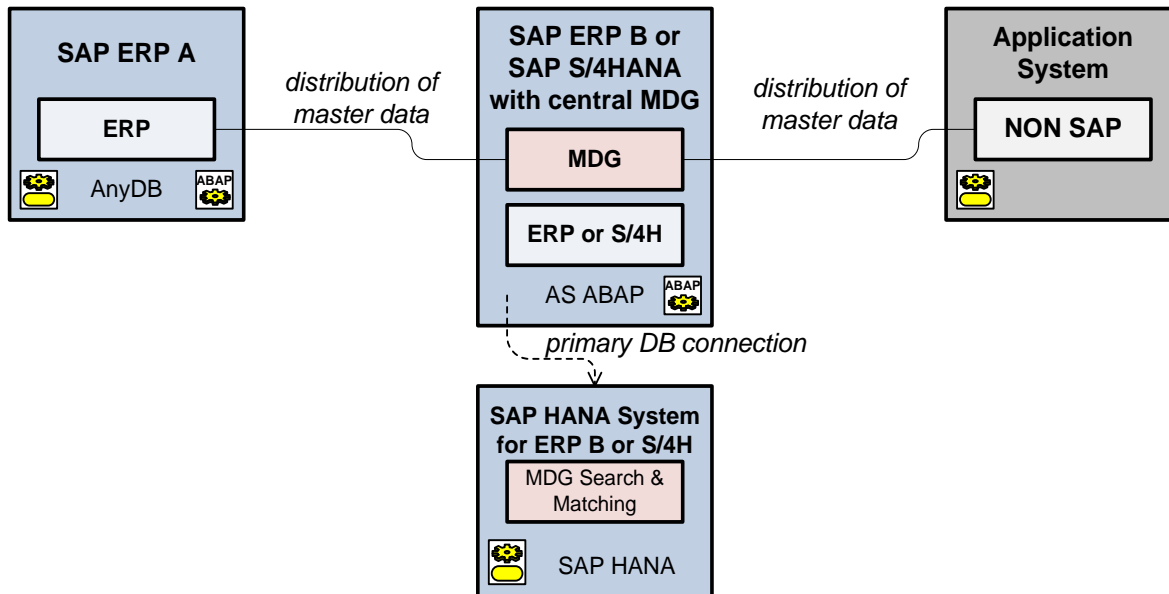 SAP ERP A
ERP
AnyDB
ABAP
distribution of
master data
SAP ERP B or
SAP S/4HANA
with central MDG
MDG
ERP or S/4H
AS ABAP
ABAP
distribution of
master data
Application
System
NON SAP
primary DB connection
SAP HANA System
for ERP B or S/4H
MDG Search &
Matching
SAP HANA